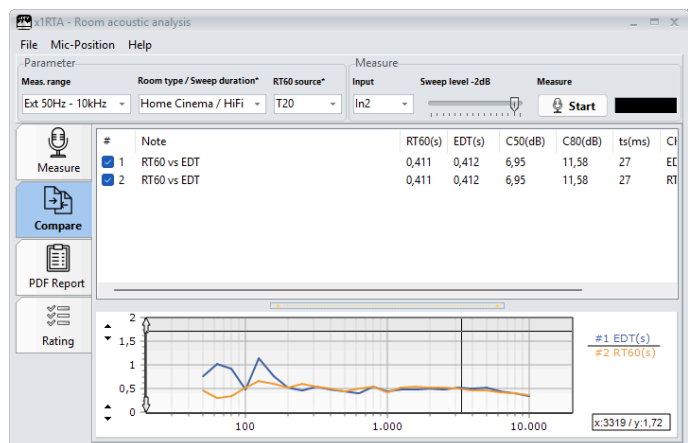 x1RTA - Room acoustic analysis
File Mic-Position Help
Parameter
Measure
Meas. range Room type / Sweep duration* RT60 source* Input Sweep level -2dB Measure
Ext 50Hz - 10kHz Home Cinema / HiFi T20 In2 Start
Measure
Compare
PDF Report
Rating
# Note RT60(s) EDT(s) C50(dB) C80(dB) ts(ms)
1 RT60 vs EDT 0,411 0,412 6,95 11,58 27
2 RT60 vs EDT 0,411 0,412 6,95 11,58 27
2
1,5
1
0,5
0
100 1.000 10.000
#1 EDT(s)
#2 RT60(s)
x:3319 / y:1,72